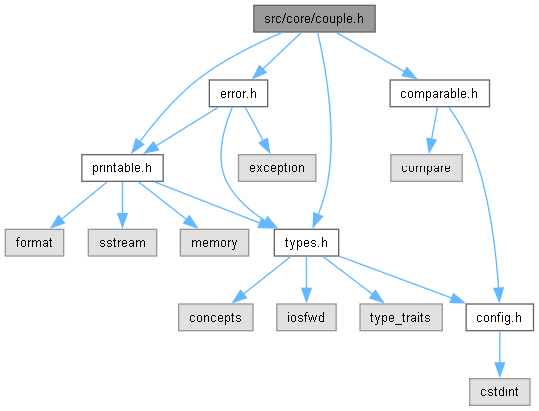 src/core/couple.h
error.h
comparable.h
printable.h
exception
compare
format
sstream
memory
types.h
concepts
iosfwd
type_traits
config.h
cstdint